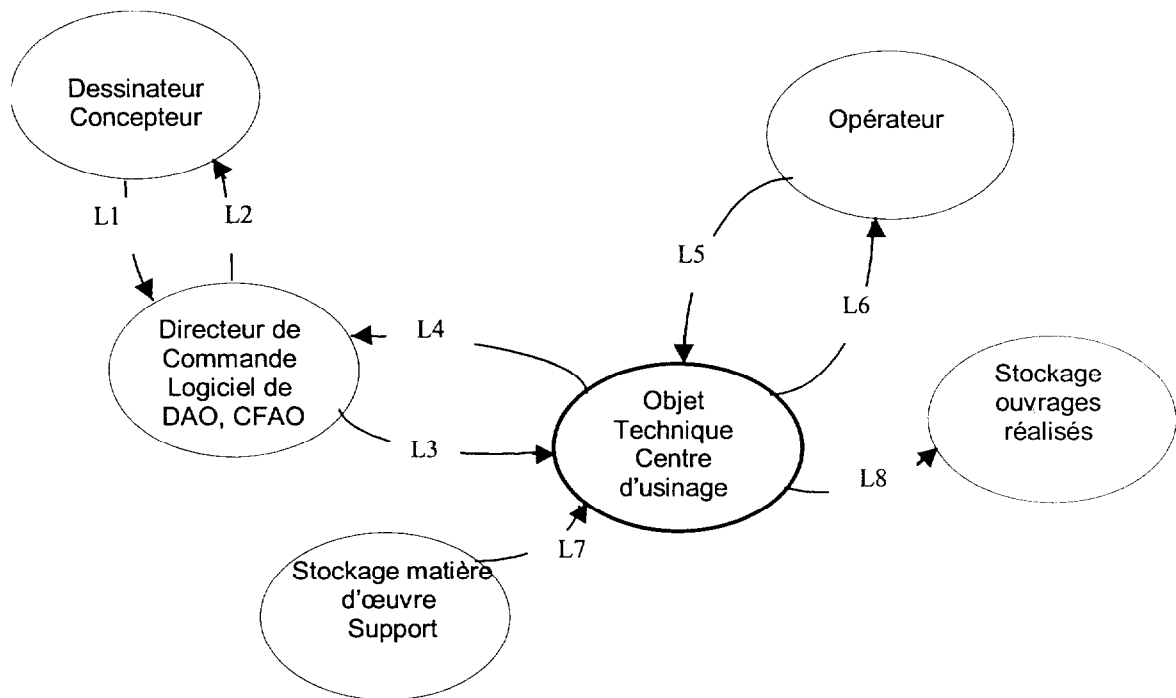 Dessinateur
Concepteur
Opérateur
L1
L2
L5
L6
Directeur de
Commande
Logiciel de
DAO, CFAO
L4
L3
Objet
Technique
Centre
d'usinage
Stockage
ouvrages
réalisés
L8
L7
Stockage matière
d'œuvre
Support